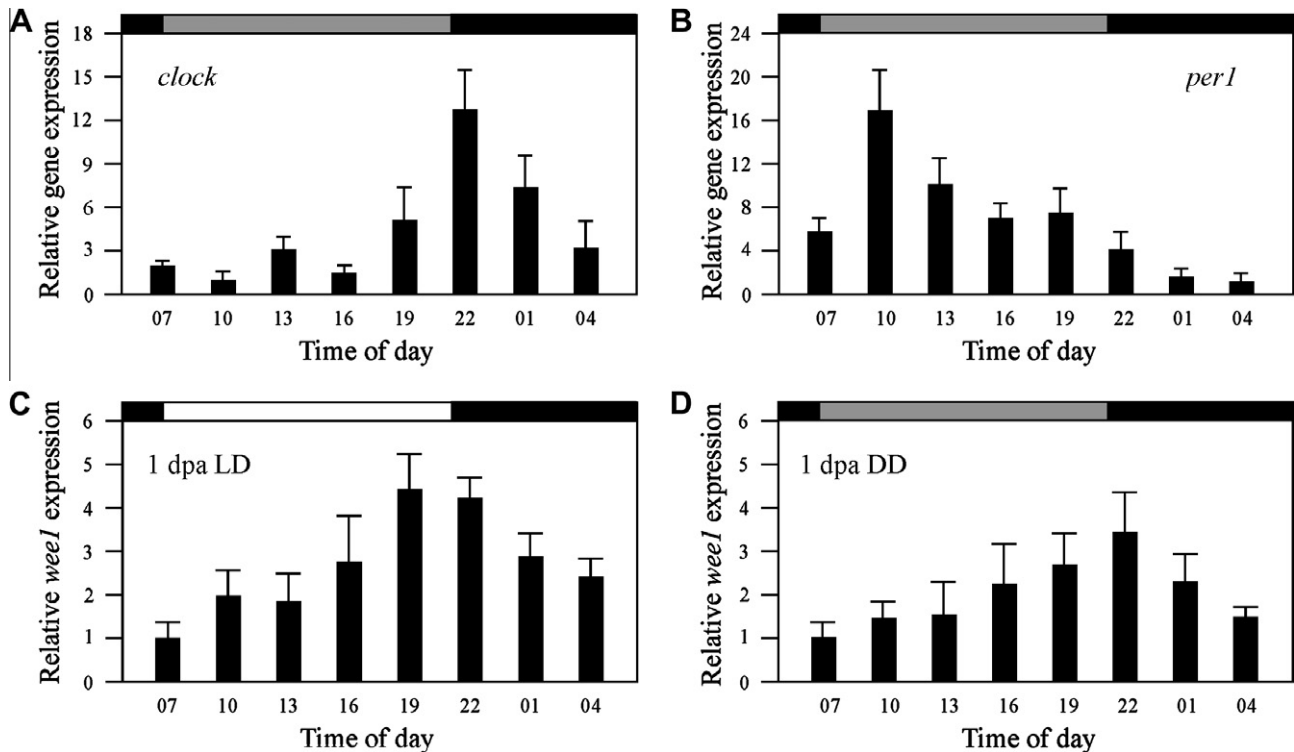 A
18
15
12
9
6
3
0
Relative gene expression
clock
07 10 13 16 19 22 01 04
Time of day
B
24
20
16
12
8
4
0
Relative gene expression
per1
07 10 13 16 19 22 01 04
Time of day
C
6
5
4
3
2
1
0
Relative wee1 expression
1 dpa LD
07 10 13 16 19 22 01 04
Time of day
D
6
5
4
3
2
1
0
Relative wee1 expression
1 dpa DD
07 10 13 16 19 22 01 04
Time of day